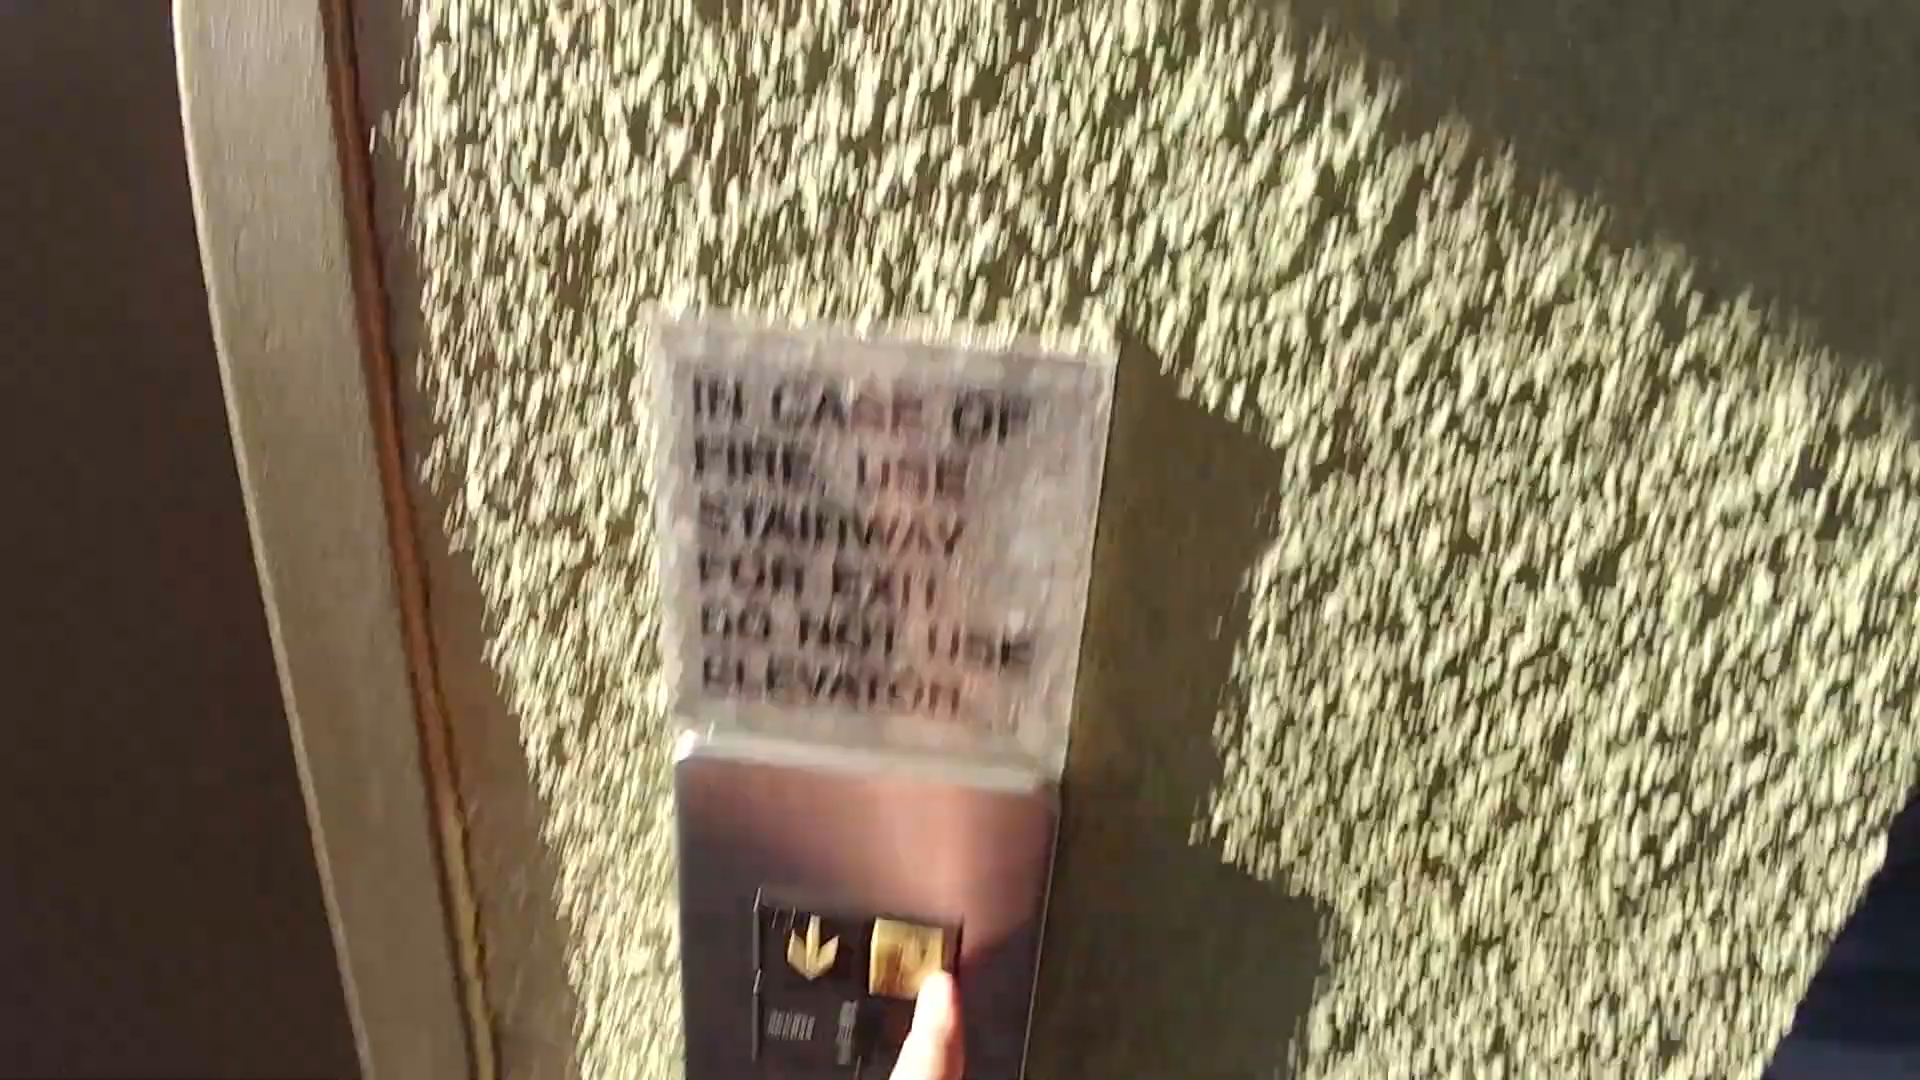 IN CASE OF
FIRE, USE
STAIRWAY
FOR EXIT
DO NOT USE
ELEVATOR